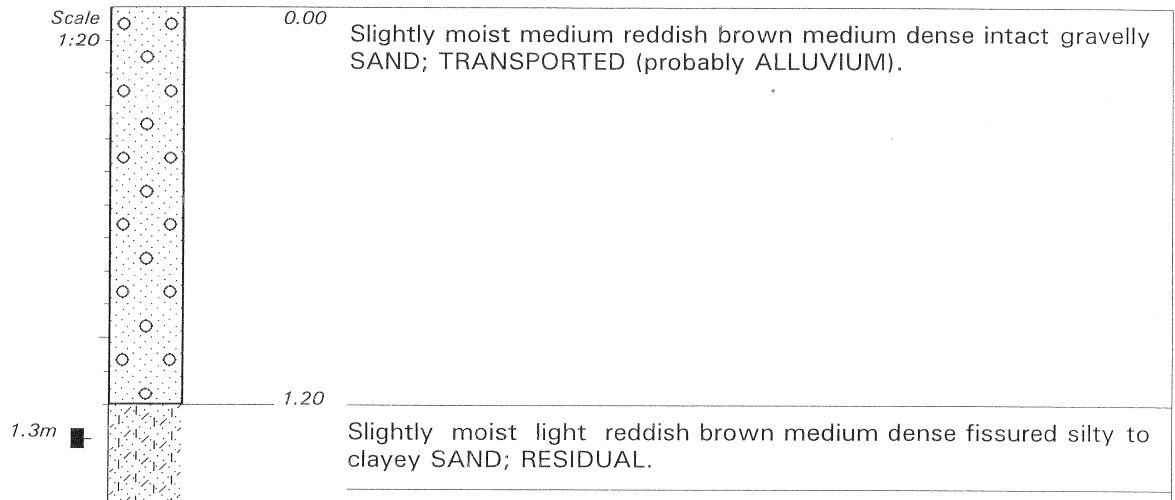 Scale
1:20
0.00
Slightly moist medium reddish brown medium dense intact gravelly
SAND; TRANSPORTED (probably ALLUVIUM).
1.20
1.3m
Slightly moist light reddish brown medium dense fissured silty to
clayey SAND; RESIDUAL.